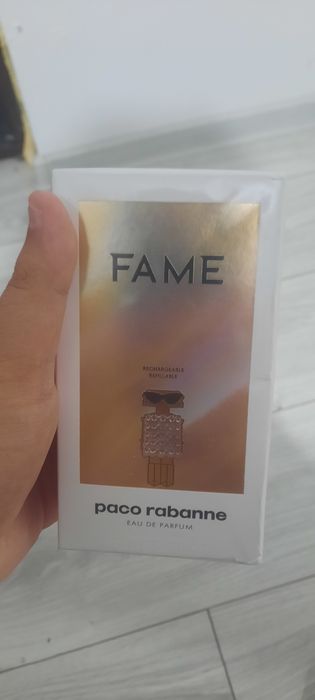 FAME
RECHARGEABLE
REFILLABLE
paco rabanne
EAU DE PARFUM